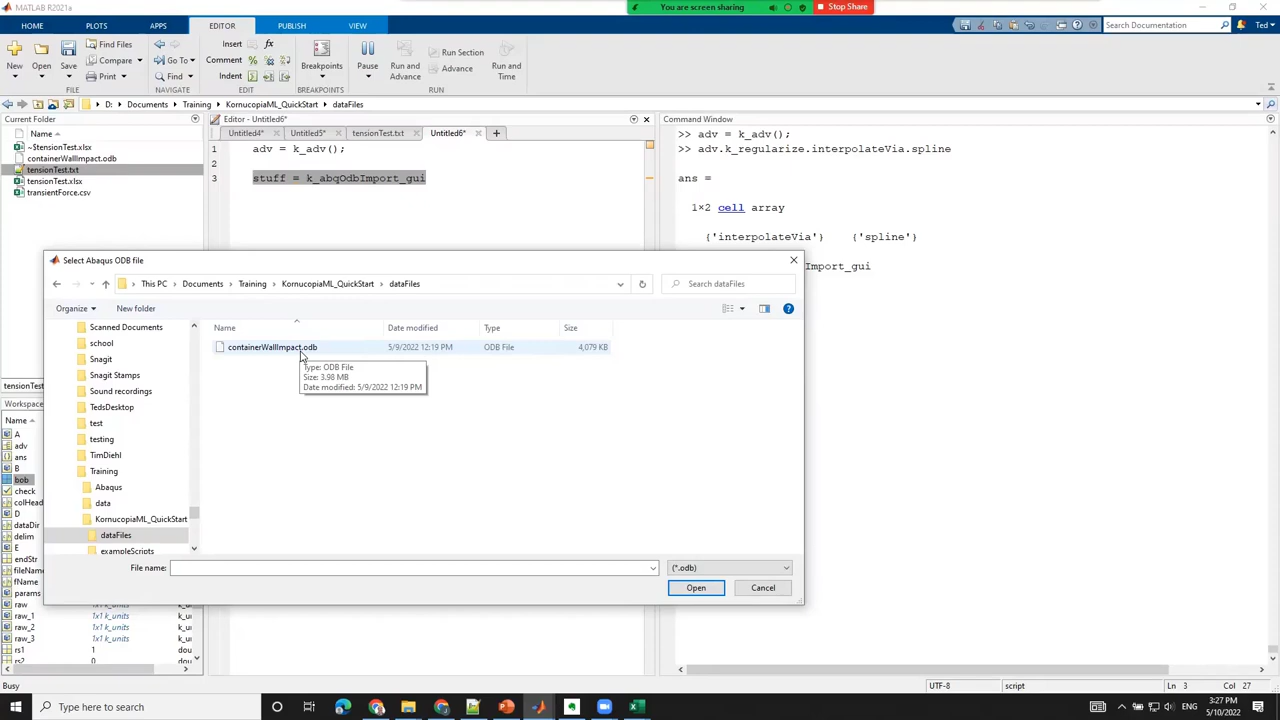 MATLAB R2021a
You are screen sharing
Stop Share
HOME
PLOTS
APPS
EDITOR
PUBLISH
VIEW
Search Documentation
Ted
New
Open
Save
Find Files
Compare
Print
Go To
Find
Insert
Comment
Indent
Breakpoints
Pause
Run and
Advance
Run Section
Advance
Run and
Time
FILE
NAVIGATE
EDIT
BREAKPOINTS
RUN
D:
Documents
Training
KornucopiaML_QuickStart
dataFiles
Current Folder
Name
~$tensionTest.xlsx
containerWallImpact.odb
tensionTest.txt
tensionTest.xlsx
transientForce.csv
Editor - Untitled6*
Untitled4*
Untitled5*
tensionTest.txt
Untitled6*
1 adv = k_adv();
2
3 stuff = k_abqOdbImport_gui
Command Window
>> adv = k_adv();
>> adv.k_regularize.interpolateVia.spline
ans =
1×2 cell array
{'interpolateVia'} {'spline'}
Import_gui
Select Abaqus ODB file
This PC
Documents
Training
KornucopiaML_QuickStart
dataFiles
Search dataFiles
Organize
New folder
Scanned Documents
school
Snagit
Snagit Stamps
Sound recordings
TedsDesktop
test
testing
TimDiehl
Training
Abaqus
data
KornucopiaML_QuickStart
dataFiles
exampleScripts
Name Date modified Type Size
containerWallImpact.odb 5/9/2022 12:19 PM ODB File 4,079 KB
Type: ODB File
Size: 3.98 MB
Date modified: 5/9/2022 12:19 PM
File name:
(*.odb)
Open
Cancel
tensionTest
Workspace
Name
A
adv
ans
B
bob
check
colHead
D
dataDir
delim
E
endStr
fileName
fName
params
raw 1x1 k_units
raw_1 1x1 k_units
raw_2 1x1 k_units
raw_3 1x1 k_units
rs1 1
rs2 0
Busy
UTF-8
script
Ln 3
Col 27
Type here to search
3:27 PM
5/10/2022